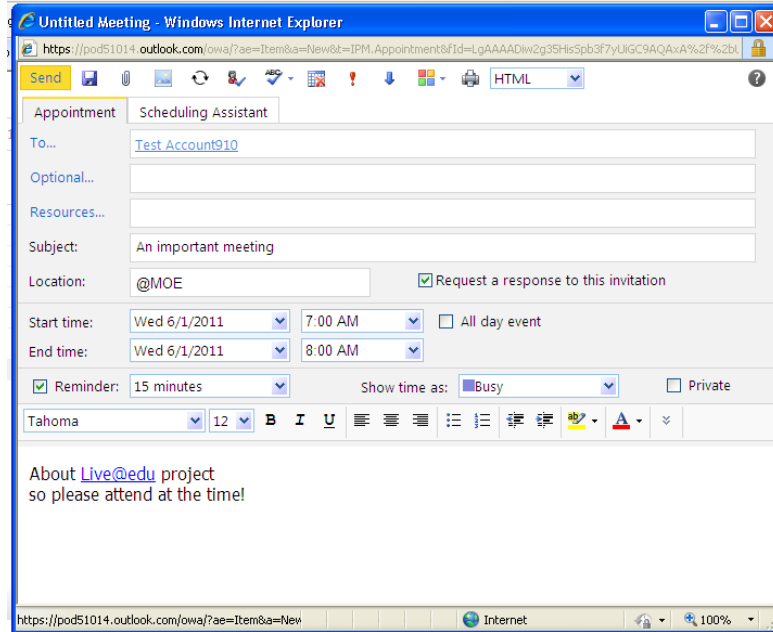 Untitled Meeting - Windows Internet Explorer
https://pod51014.outlook.com/owa/?ae=Item&a=New&t=IPM.Appointment&fId=LgAAAADiw2g35HisSpb3f7yUiGC9AQAxA%2f%2bl
Send HTML
Appointment Scheduling Assistant
To... Test Account910
Optional...
Resources...
Subject: An important meeting
Location: @MOE Request a response to this invitation
Start time: Wed 6/1/2011 7:00 AM All day event
End time: Wed 6/1/2011 8:00 AM
Reminder: 15 minutes Show time as: Busy Private
Tahoma 12 B I U ab A
About Live@edu project
so please attend at the time!
https://pod51014.outlook.com/owa/?ae=Item&a=New Internet 100%